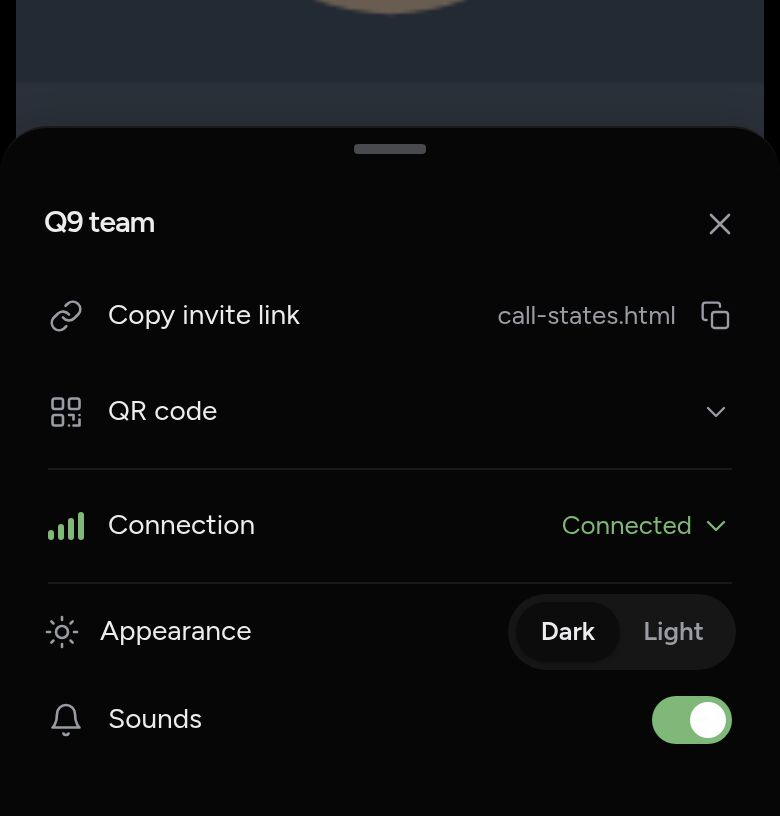 Q9 team
Copy invite link call-states.html
QR code
Connection Connected
Appearance Dark Light
Sounds